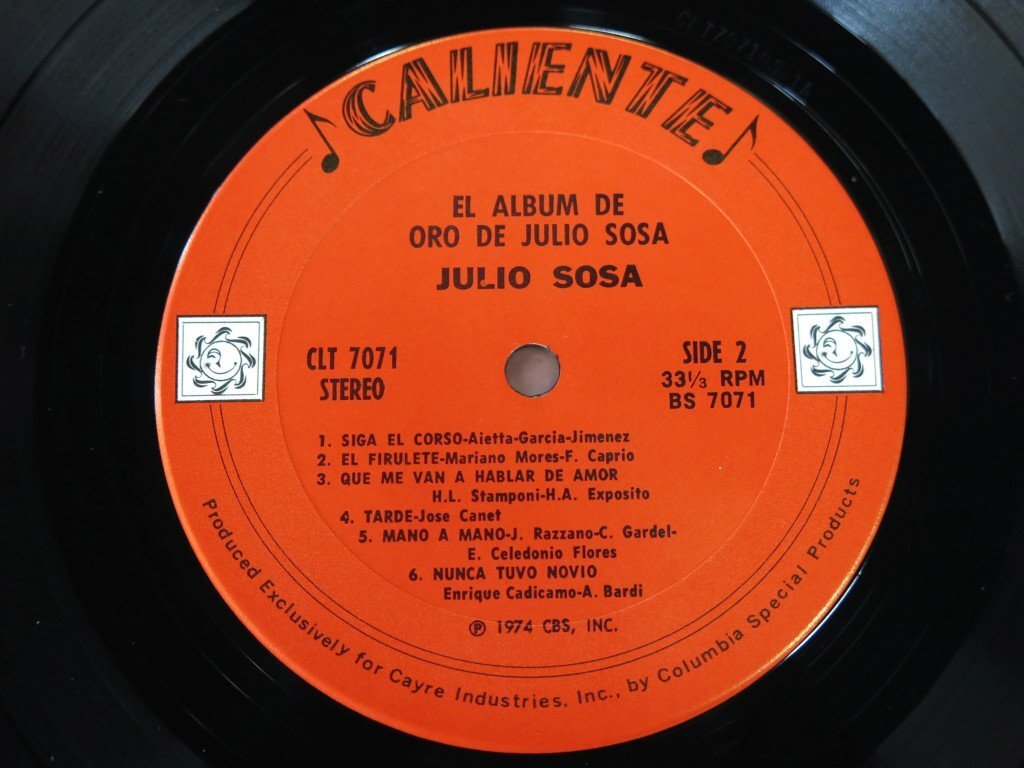 CALIENTE
EL ALBUM DE
ORO DE JULIO SOSA
JULIO SOSA
CLT 7071
STEREO
SIDE 2
33⅓ RPM
BS 7071
1. SIGA EL CORSO-Aietta-Garcia-Jimenez
2. EL FIRULETE-Mariano Mores-F. Caprio
3. QUE ME VAN A HABLAR DE AMOR
H.L. Stamponi-H.A. Exposito
4. TARDE-Jose Canet
5. MANO A MANO-J. Razzano-C. Gardel-
E. Celedonio Flores
6. NUNCA TUVO NOVIO
Enrique Cadicamo-A. Bardi
℗ 1974 CBS, INC.
Produced Exclusively for Cayre Industries, Inc., by Columbia Special Products